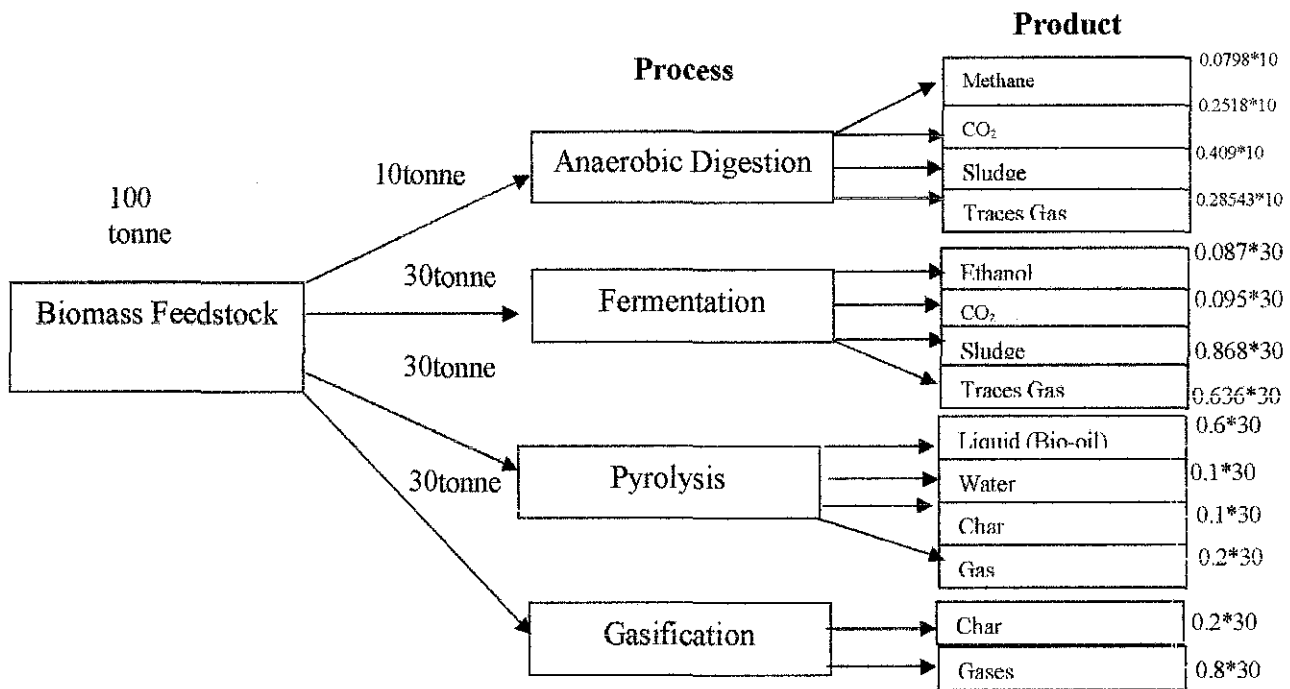 Product
Process
100
tonne
Biomass Feedstock
10tonne
30tonne
30tonne
30tonne
Anaerobic Digestion
Methane
0.0798*10
CO₂
0.2518*10
Sludge
0.409*10
Traces Gas
0.28543*10
Fermentation
Ethanol
0.087*30
CO₂
0.095*30
Sludge
0.868*30
Traces Gas
0.636*30
Pyrolysis
Liquid (Bio-oil)
0.6*30
Water
0.1*30
Char
0.1*30
Gas
0.2*30
Gasification
Char
0.2*30
Gases
0.8*30